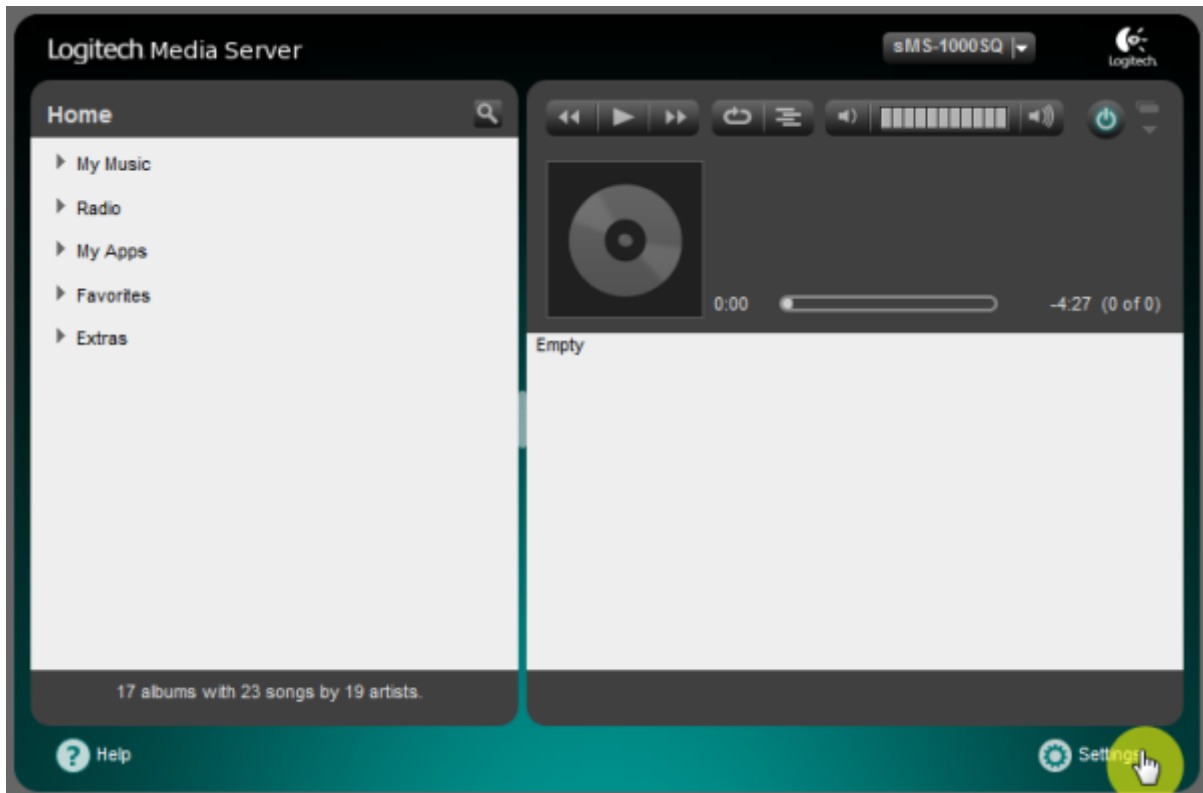 Logitech Media Server
sMS-1000SQ
Logitech
Home
My Music
Radio
My Apps
Favorites
Extras
0:00
-4:27 (0 of 0)
Empty
17 albums with 23 songs by 19 artists.
? Help
Settings